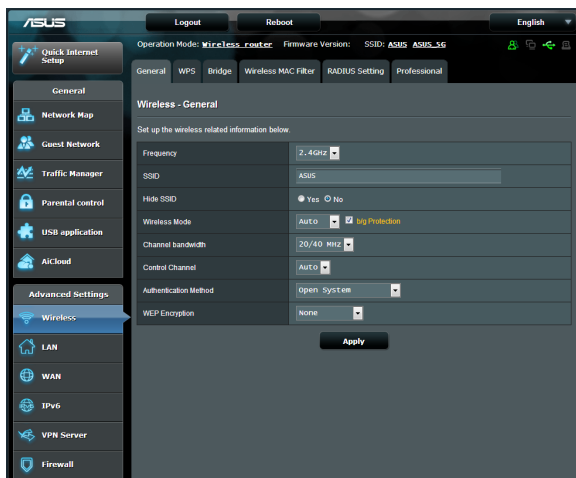 ASUS
Logout
Reboot
English
Quick Internet
Setup
Operation Mode: Wireless router Firmware Version: SSID: ASUS ASUS_5G
General WPS Bridge Wireless MAC Filter RADIUS Setting Professional
General
Network Map
Guest Network
Traffic Manager
Parental control
USB application
AiCloud
Advanced Settings
Wireless
LAN
WAN
IPv6
VPN Server
Firewall
Wireless - General
Set up the wireless related information below.
Frequency 2.4GHz
SSID ASUS
Hide SSID Yes No
Wireless Mode Auto b/g Protection
Channel bandwidth 20/40 MHz
Control Channel Auto
Authentication Method Open System
WEP Encryption None
Apply